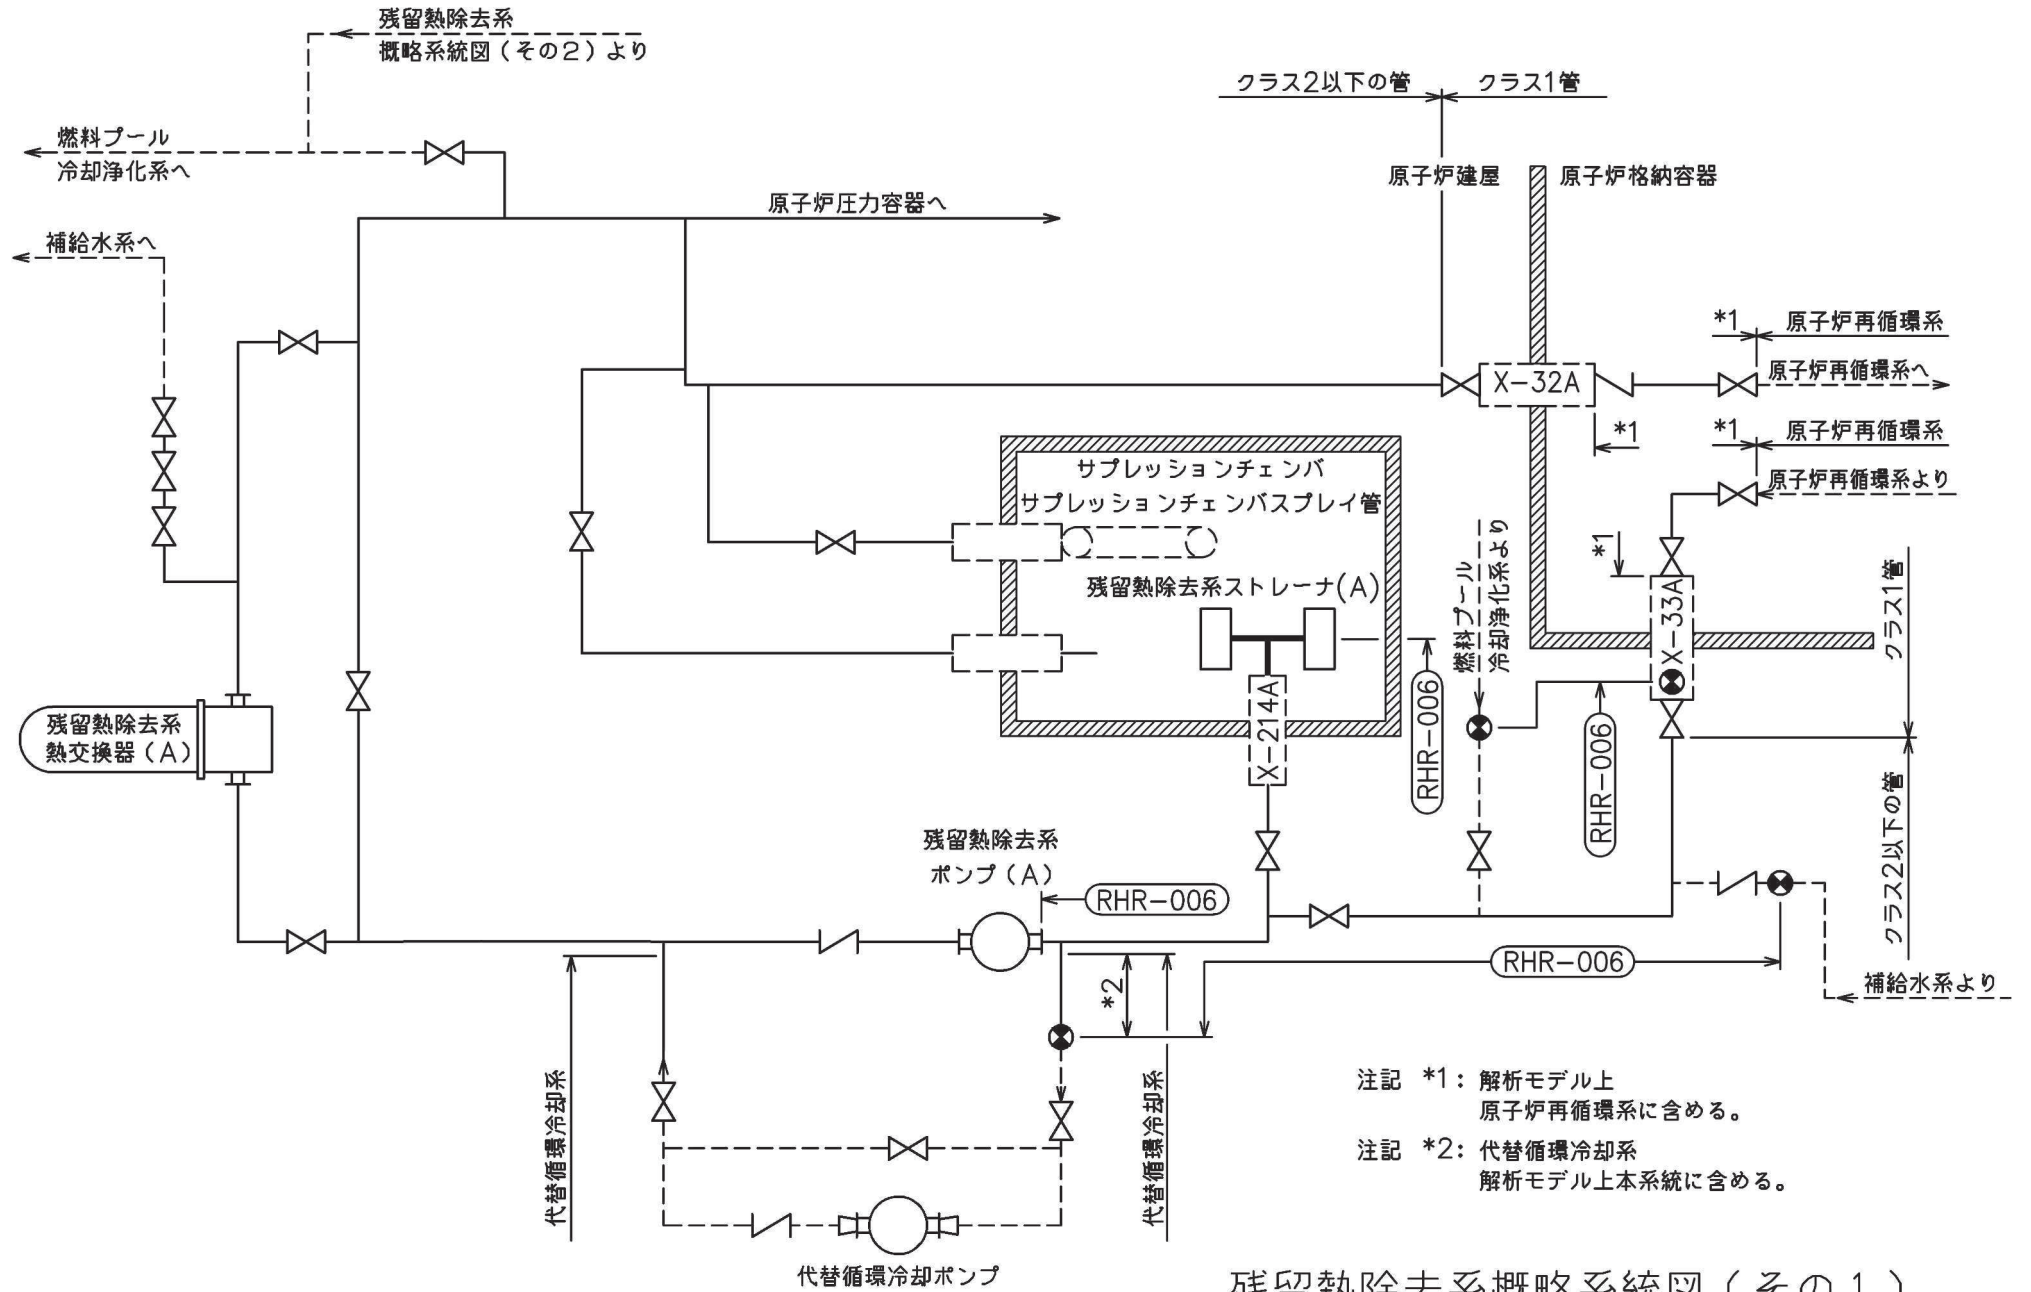 残留熱除去系
概略系統図（その２）より
クラス2以下の管
クラス1管
燃料プール
冷却浄化系へ
原子炉建屋
原子炉格納容器
原子炉圧力容器へ
補給水系へ
*1
原子炉再循環系
原子炉再循環系へ
X-32A
*1
*1
原子炉再循環系
原子炉再循環系より
サプレッションチェンバ
サプレッションチェンバスプレイ管
残留熱除去系ストレーナ(A)
燃料プール
冷却浄化系より
*1
X-33A
クラス1管
RHR-006
RHR-006
X-214A
残留熱除去系
熱交換器（A）
クラス2以下の管
残留熱除去系
ポンプ（A）
RHR-006
RHR-006
*2
補給水系より
代替循環冷却系
代替循環冷却系
注記 *1：解析モデル上
原子炉再循環系に含める。
注記 *2：代替循環冷却系
解析モデル上本系統に含める。
代替循環冷却ポンプ
残留熱除去系概略系統図（その１）